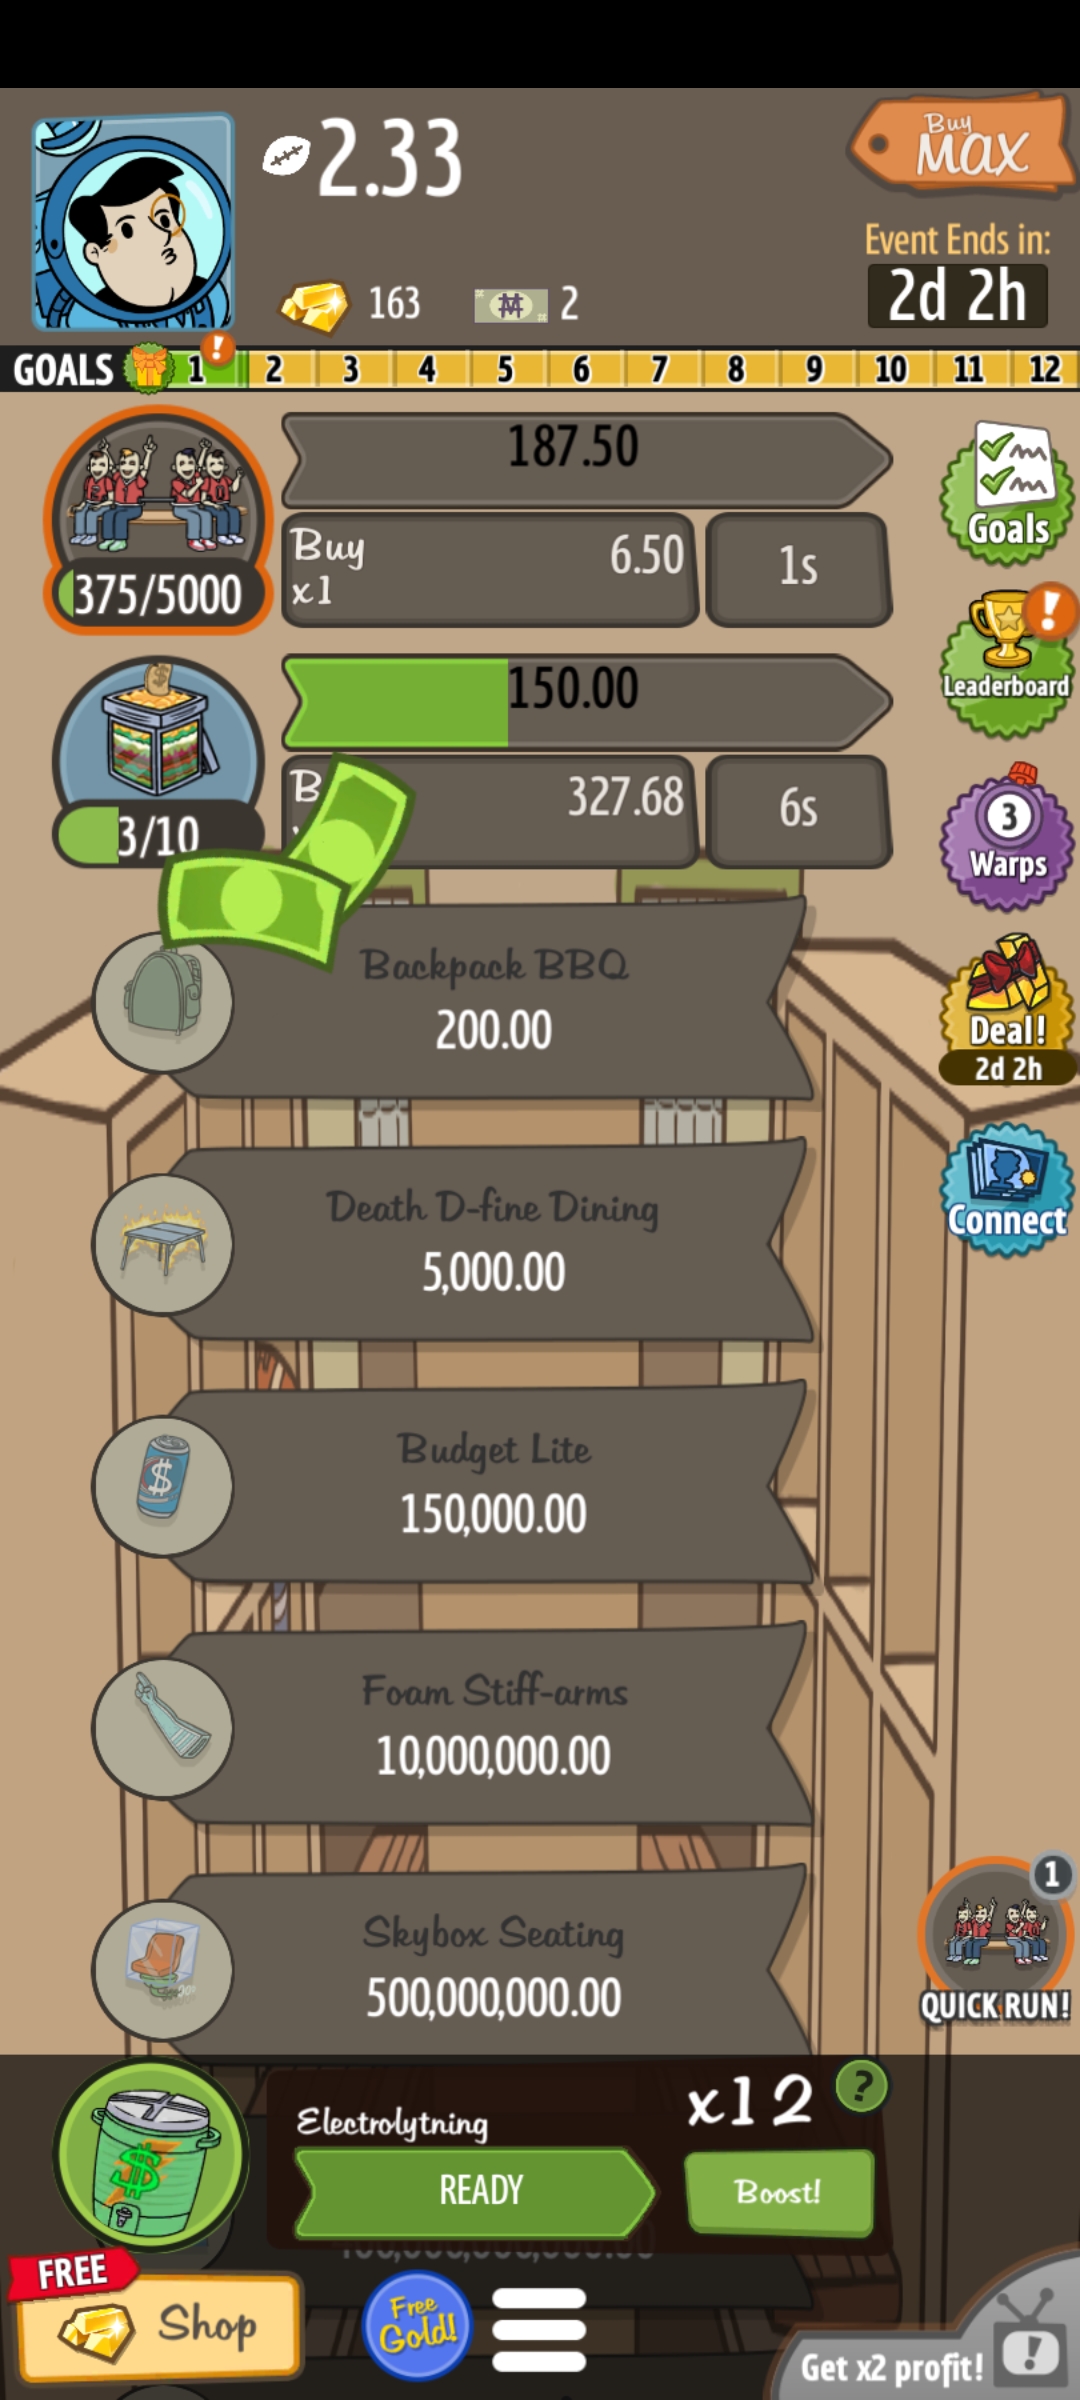 2.33
Buy
MAX
Event Ends in:
2d 2h
163
2
GOALS 1 ! 2 3 4 5 6 7 8 9 10 11 12
187.50
Buy
x1
6.50
1s
375/5000
Goals
150.00
327.68
6s
3/10
!
Leaderboard
3
Warps
Backpack BBQ
200.00
Deal!
2d 2h
Death D-fine Dining
5,000.00
Connect
Budget Lite
150,000.00
Foam Stiff-arms
10,000,000.00
Skybox Seating
500,000,000.00
1
QUICK RUN!
Electrolytning
x12
?
READY
Boost!
FREE
Shop
Free
Gold!
Get x2 profit!
!